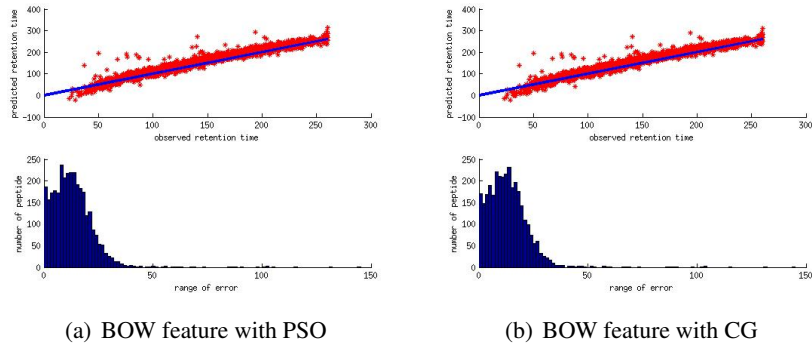 400
300
200
100
0
-100
predicted retention time
0 50 100 150 200 250 300
observed retention time
250
200
150
100
50
0
number of peptide
0 50 100 150
range of error
(a) BOW feature with PSO
400
300
200
100
0
-100
predicted retention time
0 50 100 150 200 250 300
observed retention time
250
200
150
100
50
0
number of peptide
0 50 100 150
range of error
(b) BOW feature with CG